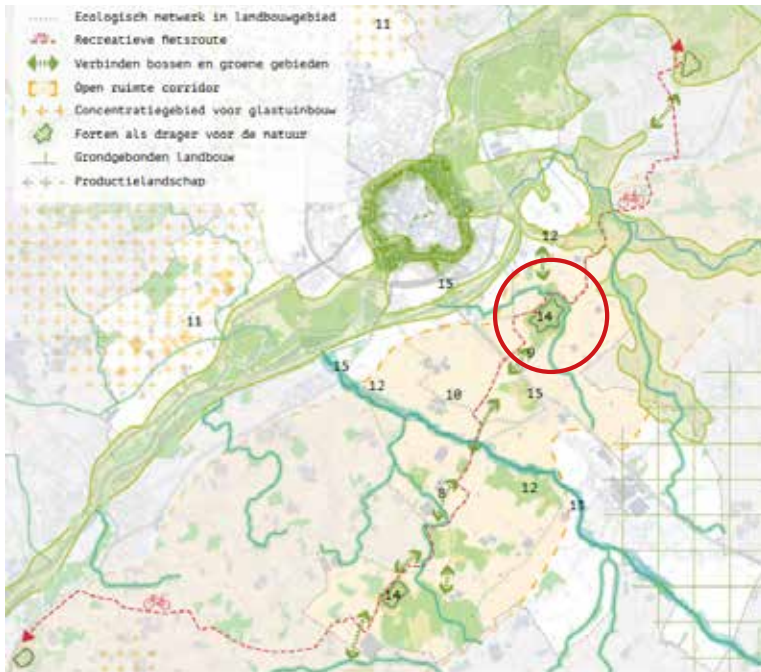 Ecologisch netwerk in landbouwgebied
Recreatieve fietsroute
Verbinden bossen en groene gebieden
Open ruimte corridor
Concentratiegebied voor glastuinbouw
Forten als drager voor de natuur
Grondgebonden landbouw
Productielandschap
11
12
15
14
11
9
15
12
10
15
12
8
11
14